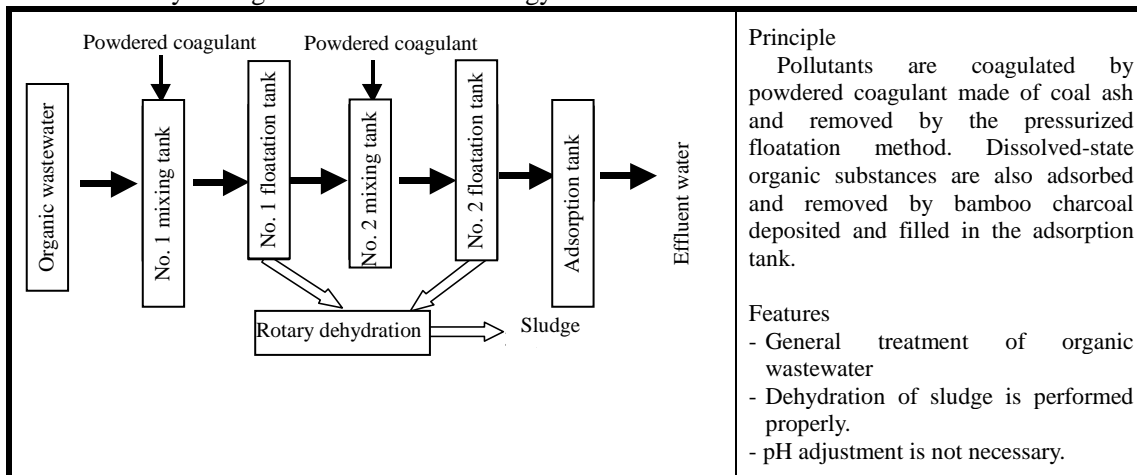 Powdered coagulant
Powdered coagulant
Organic wastewater
No. 1 mixing tank
No. 1 floatation tank
No. 2 mixing tank
No. 2 floatation tank
Adsorption tank
Effluent water
Rotary dehydration
Sludge
Principle
Pollutants are coagulated by
powdered coagulant made of coal ash
and removed by the pressurized
floatation method. Dissolved-state
organic substances are also adsorbed
and removed by bamboo charcoal
deposited and filled in the adsorption
tank.
Features
- General treatment of organic
wastewater
- Dehydration of sludge is performed
properly.
- pH adjustment is not necessary.